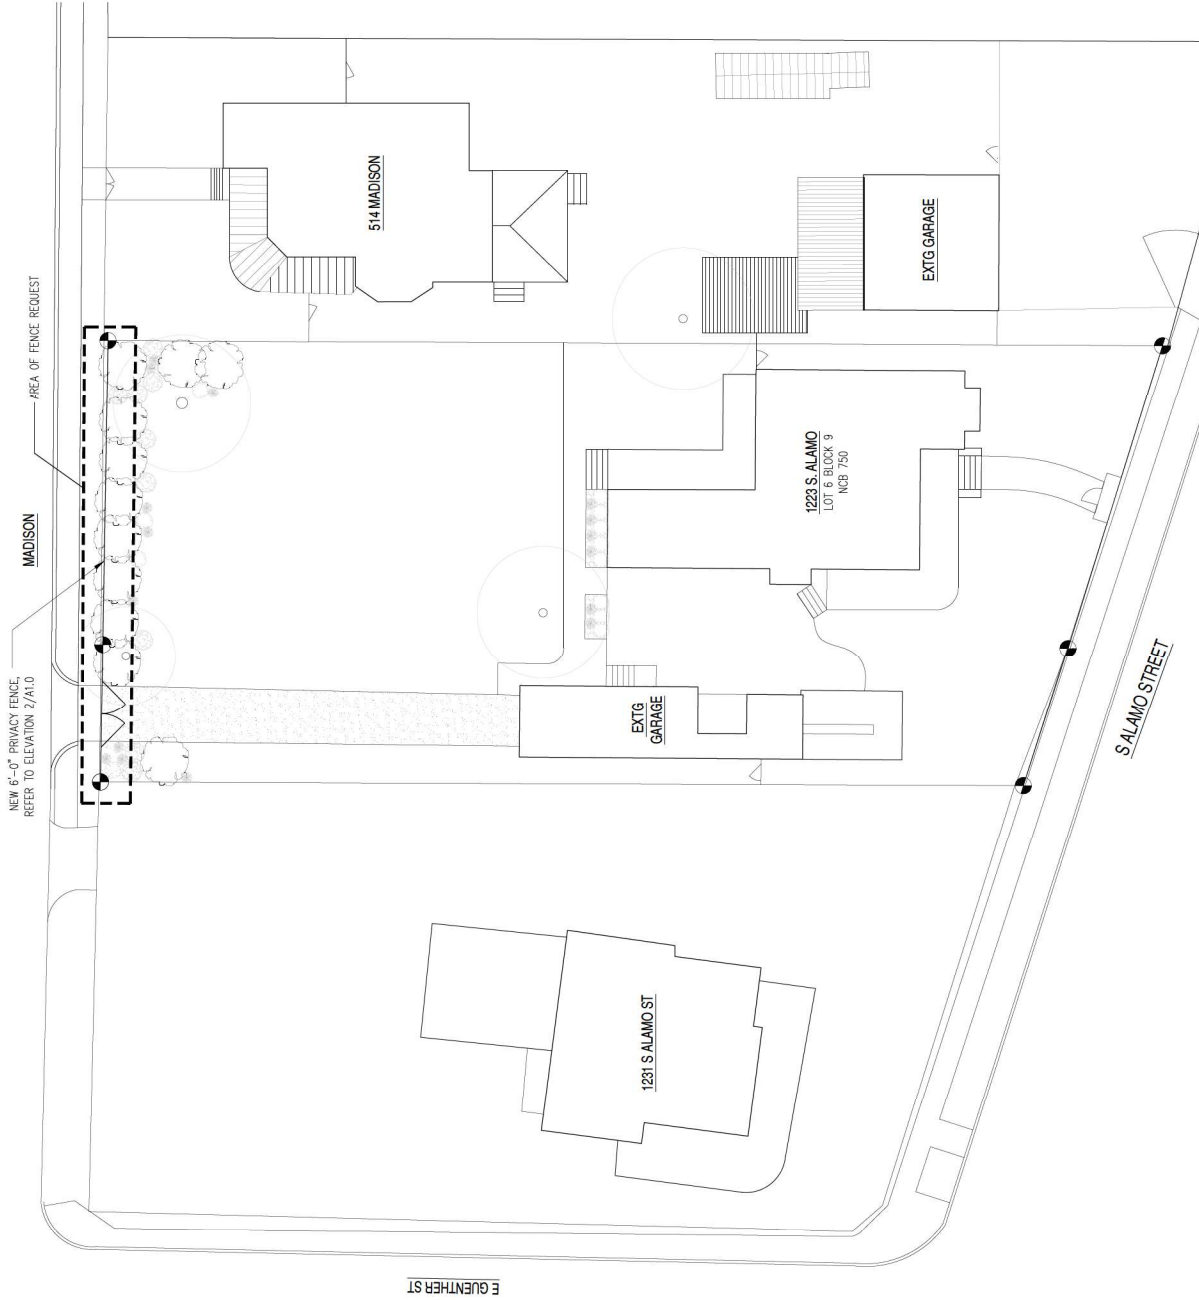 NEW 6'-0" PRIVACY FENCE,
REFER TO ELEVATION 2/A1.0
MADISON
AREA OF FENCE REQUEST
514 MADISON
EXTG GARAGE
1223 S. ALAMO
LOT 6 BLOCK 9
NCB 750
EXTG
GARAGE
1231 S ALAMO ST
S ALAMO STREET
E GUENTHER ST